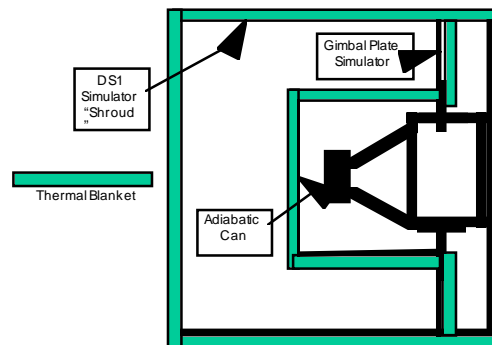 DS1
Simulator
“Shroud
”
Gimbal Plate
Simulator
Thermal Blanket
Adiabatic
Can